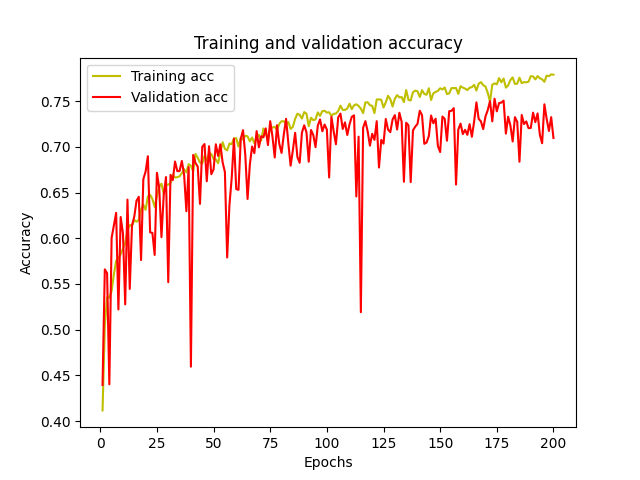 Training and validation accuracy
Training acc
Validation acc
0.75
0.70
0.65
0.60
0.55
0.50
0.45
0.40
Accuracy
0 25 50 75 100 125 150 175 200
Epochs